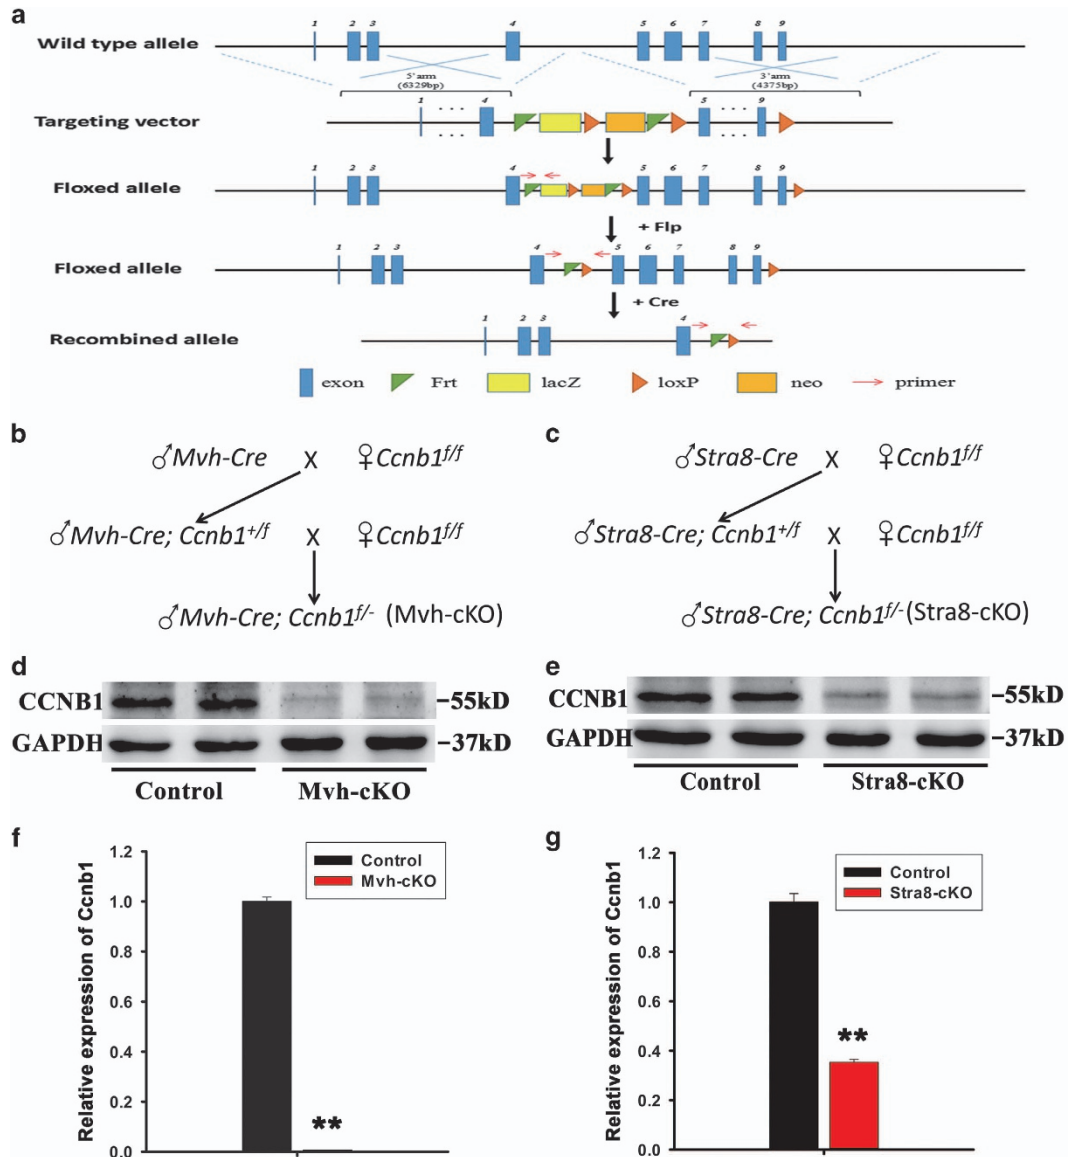 a
1 2 3 4 5 6 7 8 9
Wild type allele
5'arm 3'arm
(6329bp) (4375bp)
1 ... 4 5 ... 9
Targeting vector
1 2 3 4 5 6 7 8 9
Floxed allele
+ Flp
1 2 3 4 5 6 7 8 9
Floxed allele
+ Cre
1 2 3 4
Recombined allele
exon Frt lacZ loxP neo primer
b
♂Mvh-Cre X ♀Ccnb1f/f
♂Mvh-Cre; Ccnb1+/f X ♀Ccnb1f/f
♂Mvh-Cre; Ccnb1f/- (Mvh-cKO)
c
♂Stra8-Cre X ♀Ccnb1f/f
♂Stra8-Cre; Ccnb1+/f X ♀Ccnb1f/f
♂Stra8-Cre; Ccnb1f/- (Stra8-cKO)
d
CCNB1 –55kD
GAPDH –37kD
Control Mvh-cKO
e
CCNB1 –55kD
GAPDH –37kD
Control Stra8-cKO
f
Relative expression of Ccnb1
1.2
1.0
0.8
0.6
0.4
0.2
0.0
Control
Mvh-cKO
**
g
Relative expression of Ccnb1
1.2
1.0
0.8
0.6
0.4
0.2
0.0
Control
Stra8-cKO
**